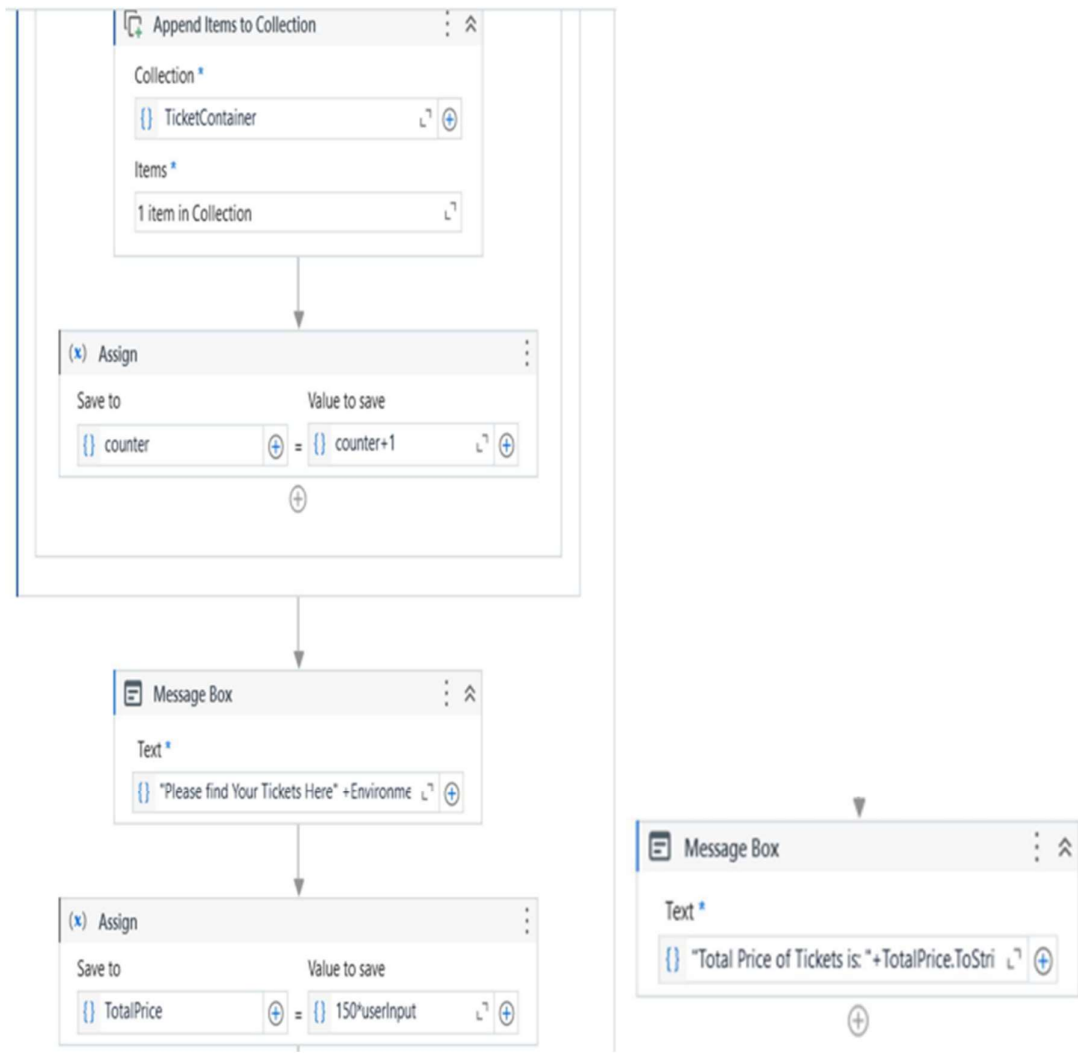 Append Items to Collection
Collection *
{} TicketContainer
Items *
1 item in Collection
(x) Assign
Save to Value to save
{} counter = {} counter+1
Message Box
Text *
{} "Please find Your Tickets Here" +Environme
(x) Assign
Save to Value to save
{} TotalPrice = {} 150*userInput
Message Box
Text *
{} "Total Price of Tickets is: "+TotalPrice.ToStri